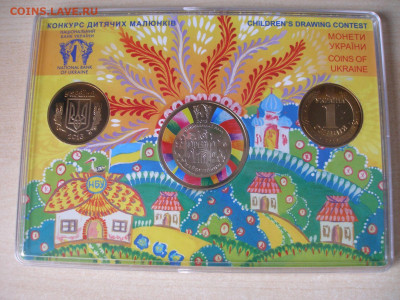 COINS.LAVE.RU
КОНКУРС ДИТЯЧИХ МАЛЮНКІВ
CHILDREN'S DRAWING CONTEST
НАЦІОНАЛЬНИЙ
БАНК УКРАЇНИ
NATIONAL BANK
OF UKRAINE
МОНЕТИ
УКРАЇНИ
COINS OF
UKRAINE
1
НБУ